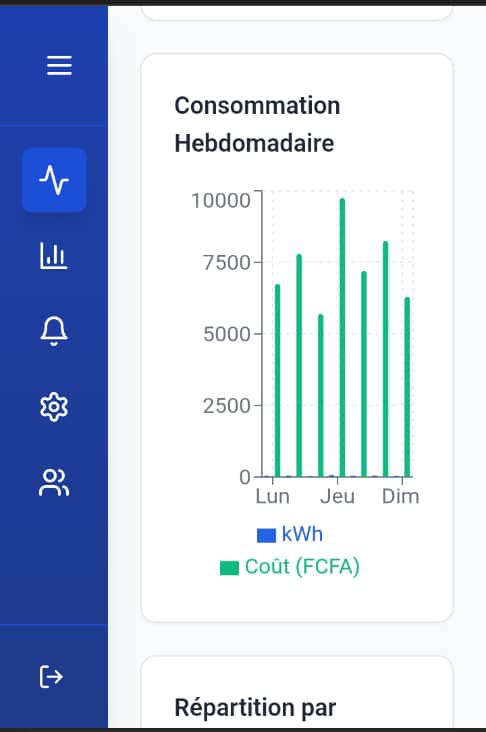 Consommation
Hebdomadaire
10000
7500
5000
2500
0
Lun Jeu Dim
kWh
Coût (FCFA)
Répartition par